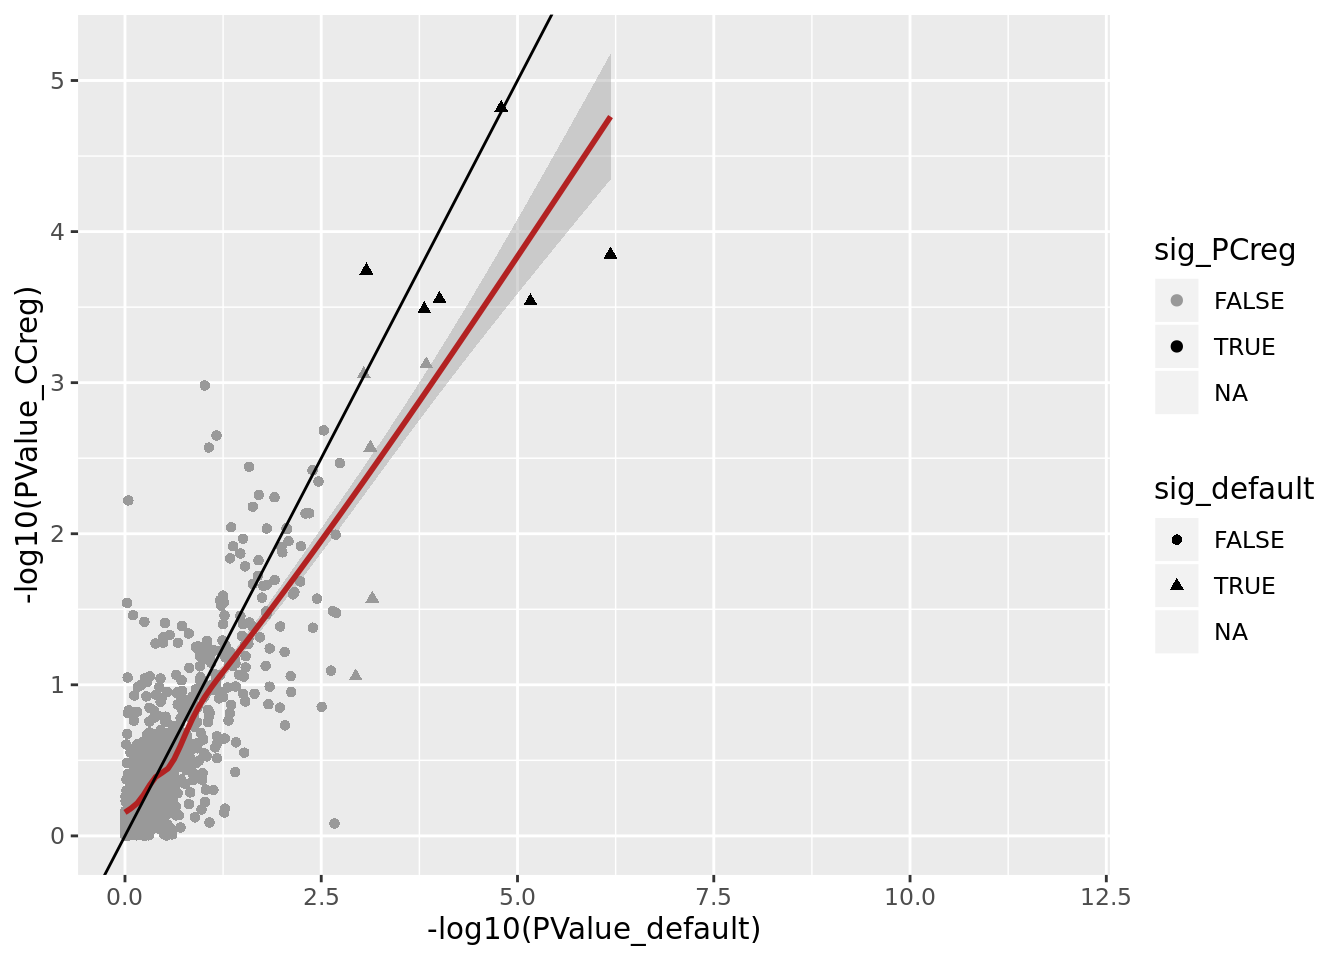 5
4
3
2
1
0
-log10(PValue_CCreg)
0.0 2.5 5.0 7.5 10.0 12.5
-log10(PValue_default)
sig_PCreg
FALSE
TRUE
NA
sig_default
FALSE
TRUE
NA